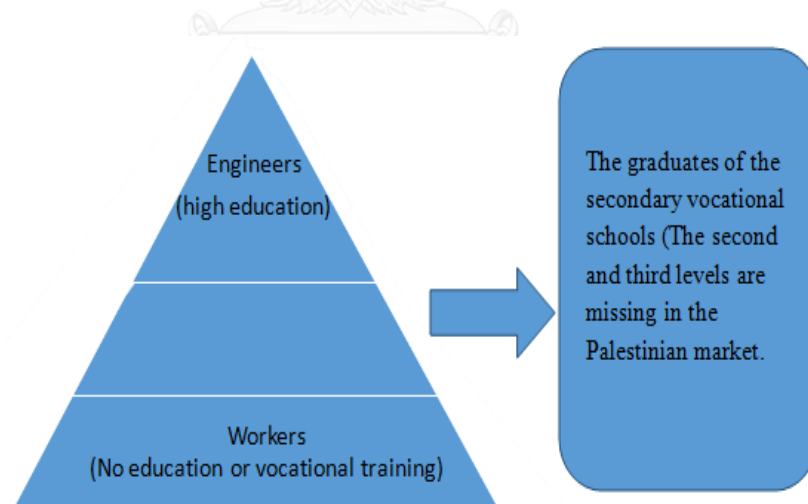 Engineers
(high education)
Workers
(No education or vocational training)
The graduates of the
secondary vocational
schools (The second
and third levels are
missing in the
Palestinian market.